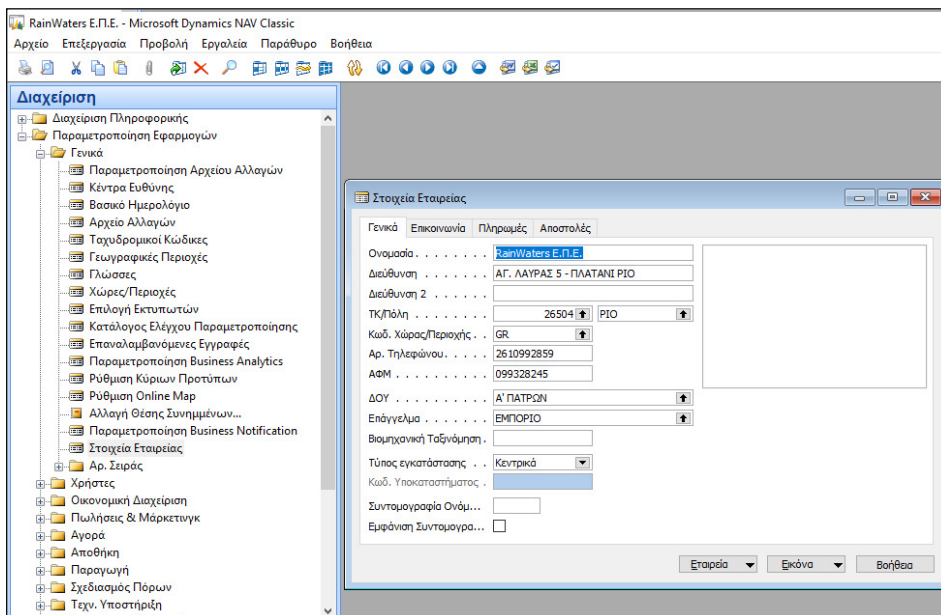 RainWaters Ε.Π.Ε. - Microsoft Dynamics NAV Classic
Αρχείο Επεξεργασία Προβολή Εργαλεία Παράθυρο Βοήθεια
Διαχείριση
Διαχείριση Πληροφορικής
Παραμετροποίηση Εφαρμογών
Γενικά
Παραμετροποίηση Αρχείου Αλλαγών
Κέντρα Ευθύνης
Βασικό Ημερολόγιο
Αρχείο Αλλαγών
Ταχυδρομικοί Κώδικες
Γεωγραφικές Περιοχές
Γλώσσες
Χώρες/Περιοχές
Επιλογή Εκτυπωτών
Κατάλογος Ελέγχου Παραμετροποίησης
Επαναλαμβανόμενες Εγγραφές
Παραμετροποίηση Business Analytics
Ρύθμιση Κύριων Προτύπων
Ρύθμιση Online Map
Αλλαγή Θέσης Συνημμένων...
Παραμετροποίηση Business Notification
Στοιχεία Εταιρείας
Αρ. Σειράς
Χρήστες
Οικονομική Διαχείριση
Πωλήσεις & Μάρκετινγκ
Αγορά
Αποθήκη
Παραγωγή
Σχεδιασμός Πόρων
Τεχν. Υποστήριξη
Στοιχεία Εταιρείας
Γενικά Επικοινωνία Πληρωμές Αποστολές
Ονομασία . . . . . . . . RainWaters Ε.Π.Ε.
Διεύθυνση . . . . . . . ΑΓ. ΛΑΥΡΑΣ 5 - ΠΛΑΤΑΝΙ ΡΙΟ
Διεύθυνση 2 . . . . . .
ΤΚ/Πόλη . . . . . . . . 26504 ΡΙΟ
Κωδ. Χώρας/Περιοχής . . GR
Αρ. Τηλεφώνου. . . . . 2610992859
ΑΦΜ . . . . . . . . . . 099328245
ΔΟΥ . . . . . . . . . . Α' ΠΑΤΡΩΝ
Επάγγελμα . . . . . . . ΕΜΠΟΡΙΟ
Βιομηχανική Ταξινόμηση .
Τύπος εγκατάστασης . . Κεντρικά
Κωδ. Υποκαταστήματος .
Συντομογραφία Ονόμ...
Εμφάνιση Συντομογρα...
Εταιρεία Εικόνα Βοήθεια